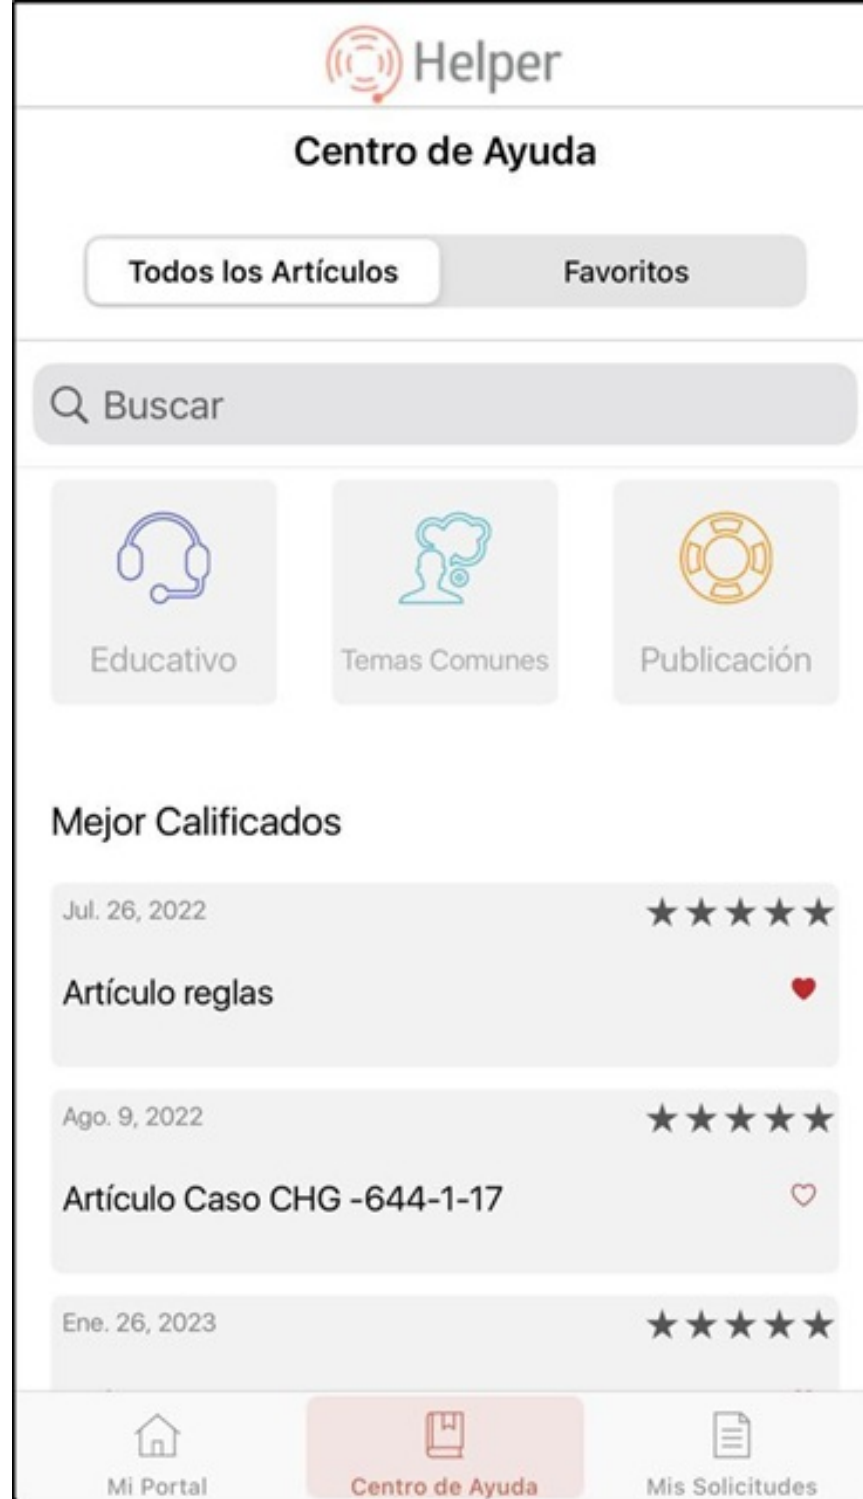 Helper
Centro de Ayuda
Todos los Artículos
Favoritos
Buscar
Educativo
Temas Comunes
Publicación
Mejor Calificados
Jul. 26, 2022
Artículo reglas
Ago. 9, 2022
Artículo Caso CHG -644-1-17
Ene. 26, 2023
Mi Portal
Centro de Ayuda
Mis Solicitudes